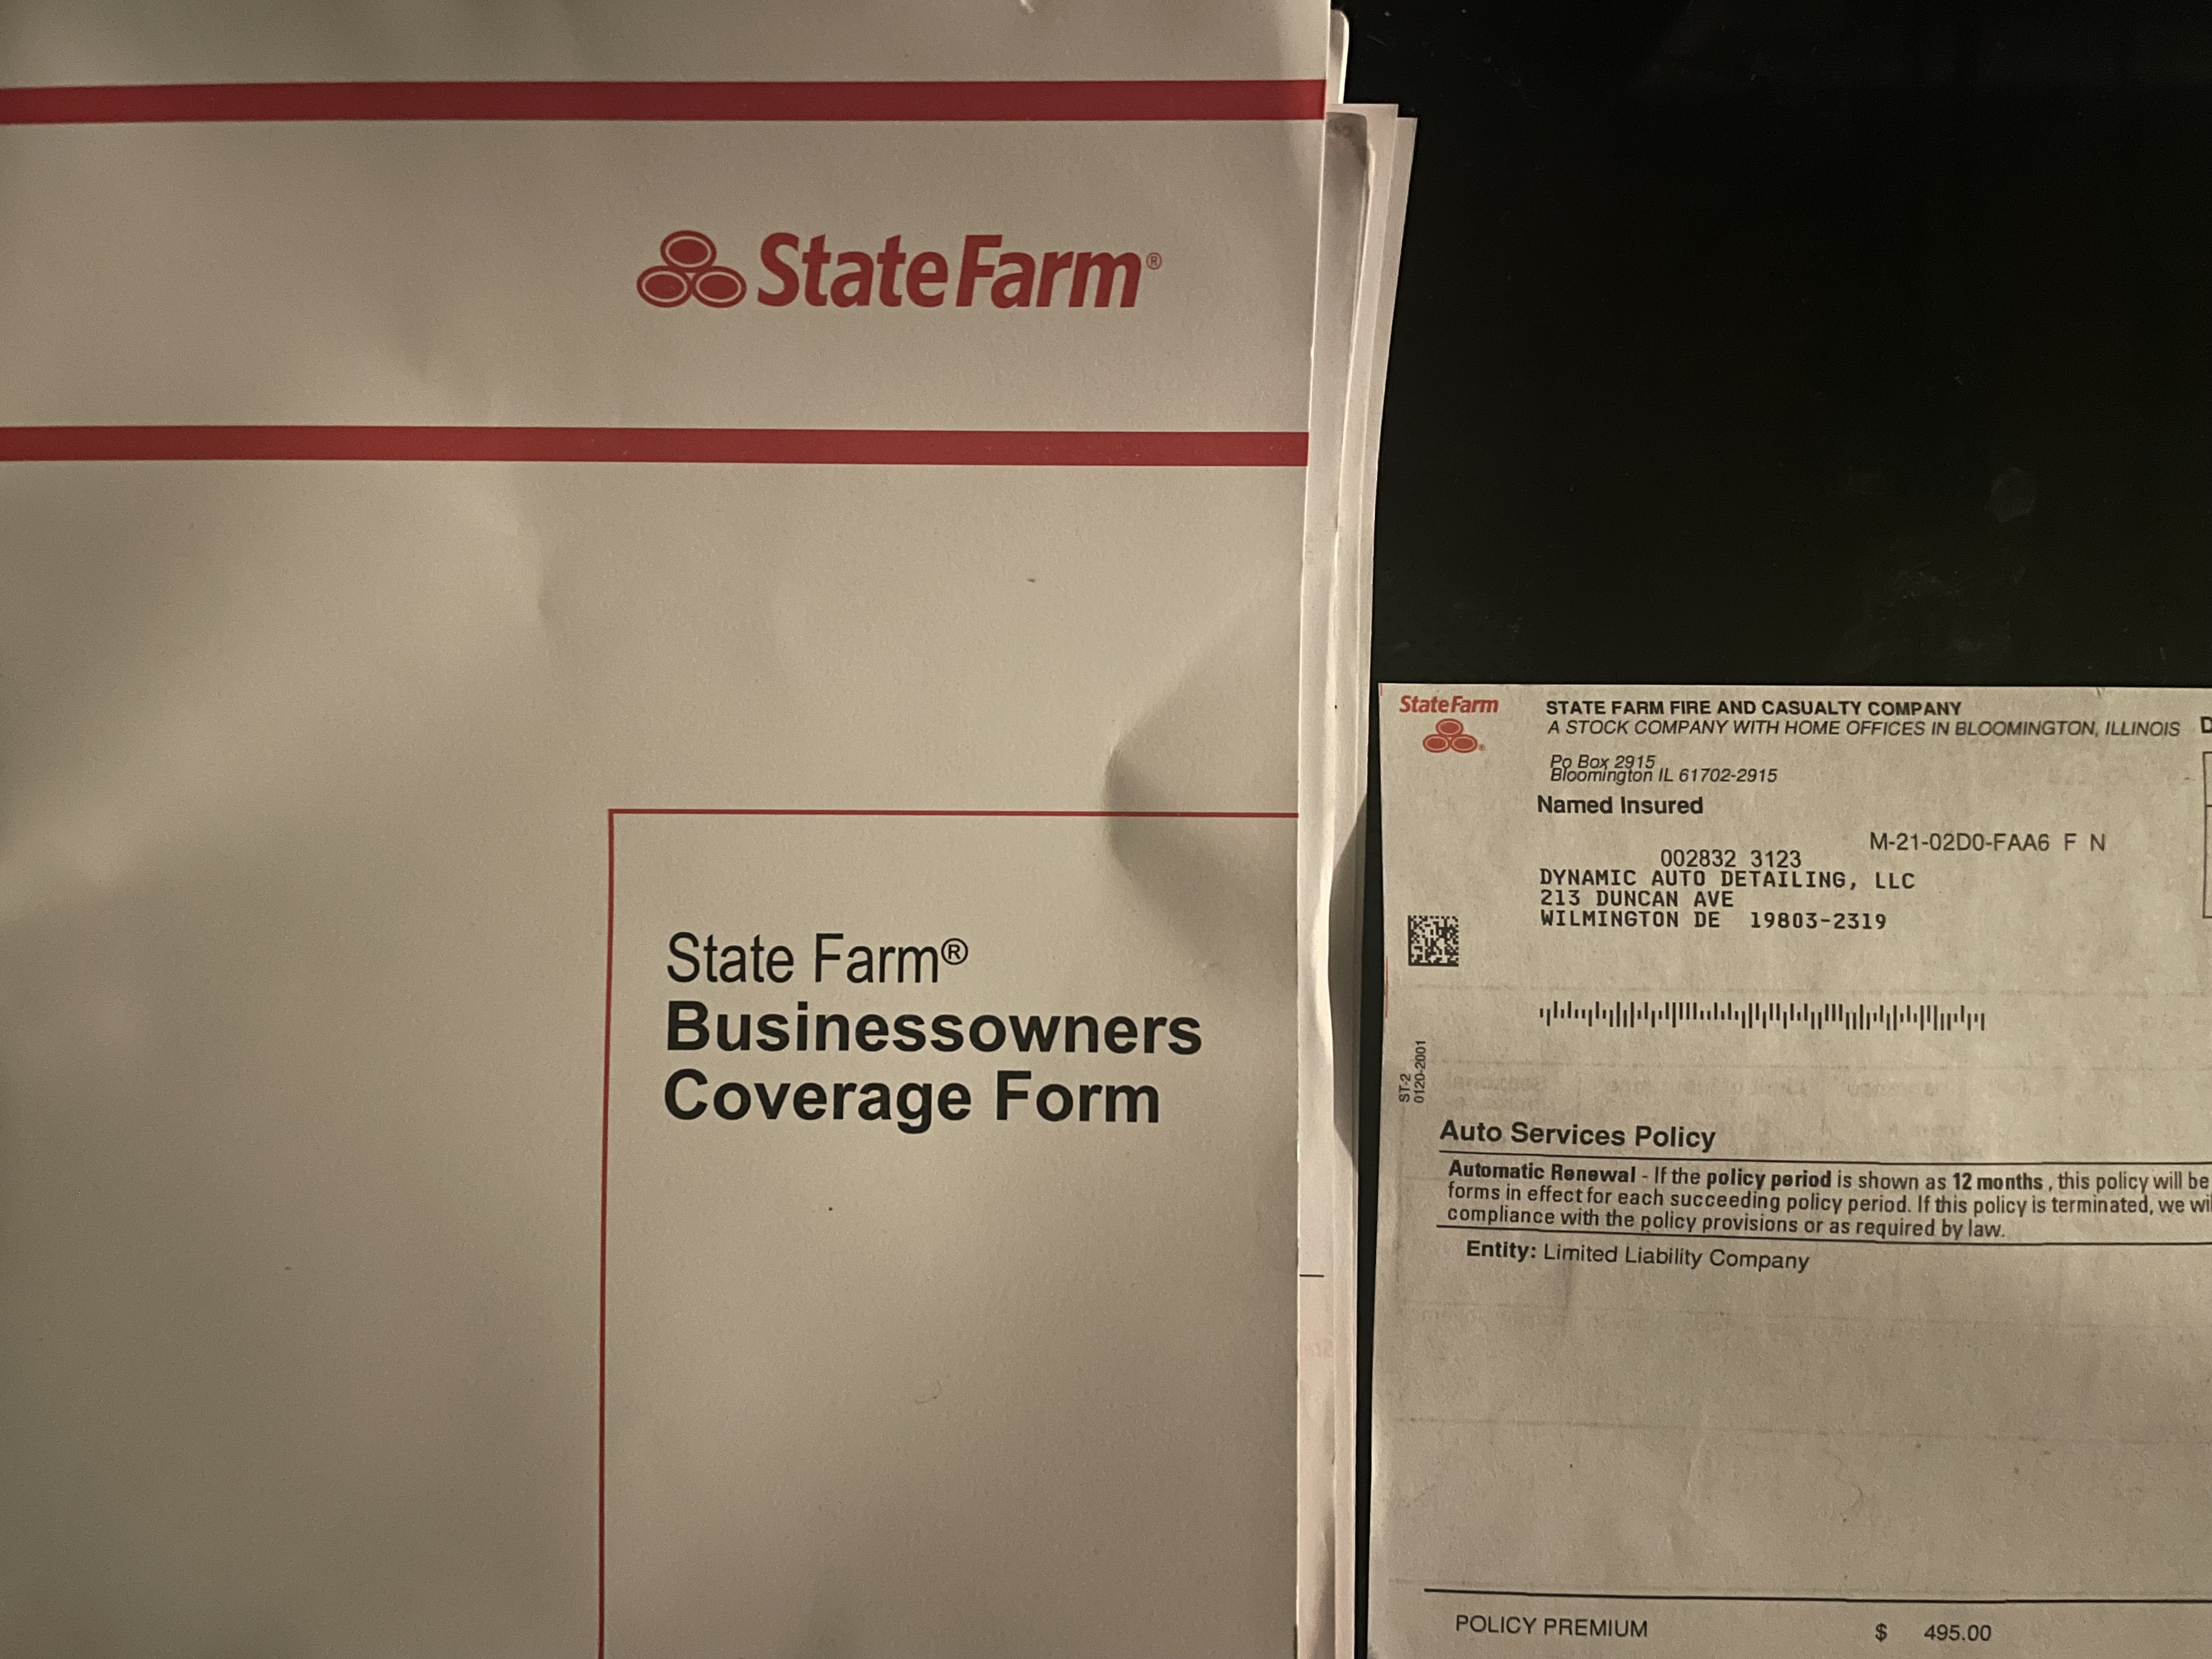 StateFarm®
State Farm®
Businessowners
Coverage Form
StateFarm
®
STATE FARM FIRE AND CASUALTY COMPANY
A STOCK COMPANY WITH HOME OFFICES IN BLOOMINGTON, ILLINOIS
D
Po Box 2915
Bloomington IL 61702-2915
Named Insured
M-21-02D0-FAA6 F N
002832 3123
DYNAMIC AUTO DETAILING, LLC
213 DUNCAN AVE
WILMINGTON DE 19803-2319
ST-2
0120-2001
Auto Services Policy
Automatic Renewal - If the policy period is shown as 12 months , this policy will be
forms in effect for each succeeding policy period. If this policy is terminated, we wil
compliance with the policy provisions or as required by law.
Entity: Limited Liability Company
POLICY PREMIUM $ 495.00